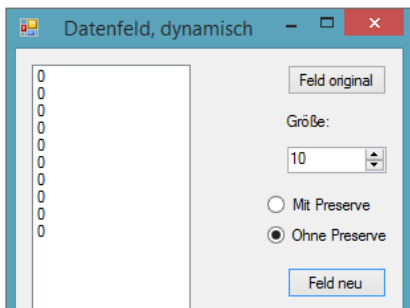 Datenfeld, dynamisch
0
0
0
0
0
0
0
0
0
0
Feld original
Größe:
10
Mit Preserve
Ohne Preserve
Feld neu